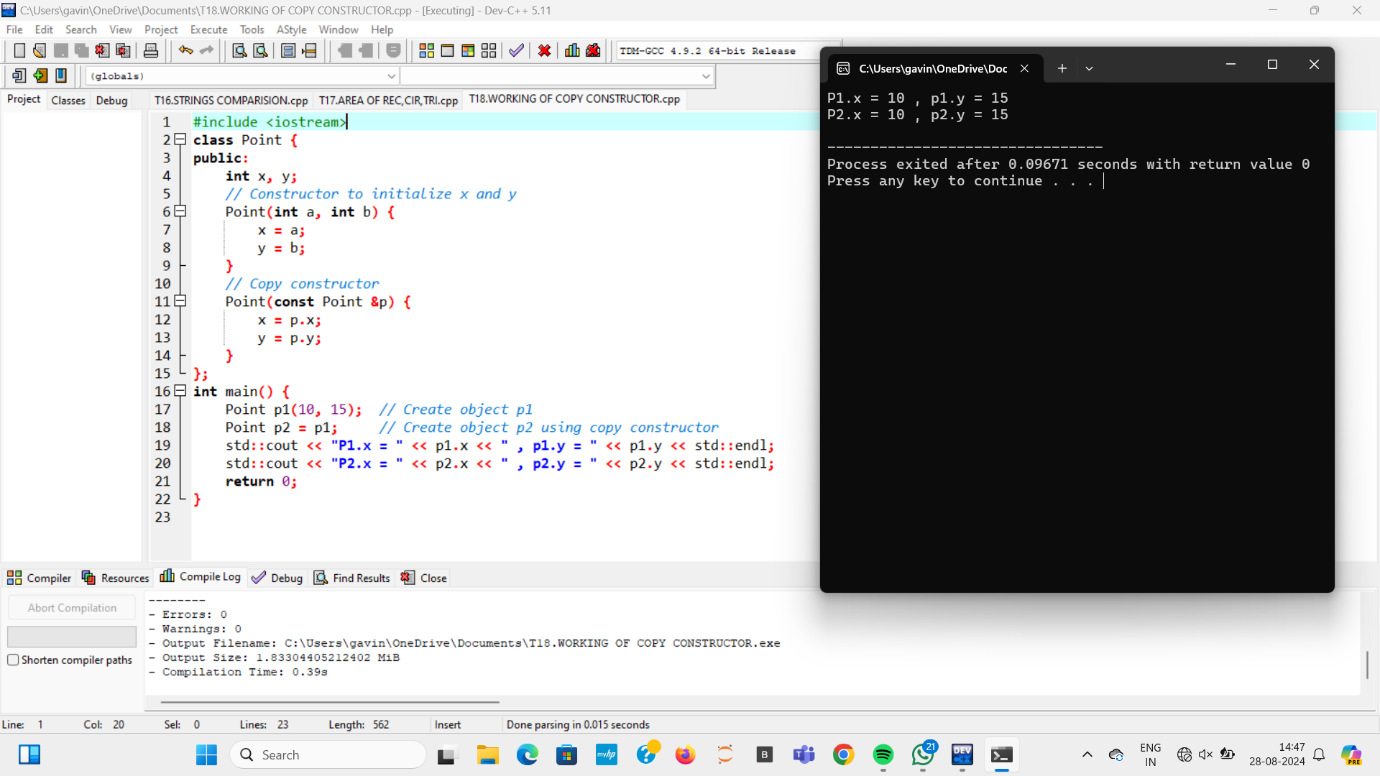 C:\Users\gavin\OneDrive\Documents\T18.WORKING OF COPY CONSTRUCTOR.cpp - [Executing] - Dev-C++ 5.11
File Edit Search View Project Execute Tools AStyle Window Help
TDM-GCC 4.9.2 64-bit Release
(globals)
Project Classes Debug
T16.STRINGS COMPARISION.cpp T17.AREA OF REC,CIR,TRI.cpp T18.WORKING OF COPY CONSTRUCTOR.cpp
1 #include <iostream>
2 class Point {
3 public:
4 int x, y;
5 // Constructor to initialize x and y
6 Point(int a, int b) {
7 x = a;
8 y = b;
9 }
10 // Copy constructor
11 Point(const Point &p) {
12 x = p.x;
13 y = p.y;
14 }
15 };
16 int main() {
17 Point p1(10, 15); // Create object p1
18 Point p2 = p1; // Create object p2 using copy constructor
19 std::cout << "P1.x = " << p1.x << " , p1.y = " << p1.y << std::endl;
20 std::cout << "P2.x = " << p2.x << " , p2.y = " << p2.y << std::endl;
21 return 0;
22 }
23
C:\Users\gavin\OneDrive\Doc
P1.x = 10 , p1.y = 15
P2.x = 10 , p2.y = 15
--------------------------------
Process exited after 0.09671 seconds with return value 0
Press any key to continue . . .
Compiler Resources Compile Log Debug Find Results Close
Abort Compilation
Shorten compiler paths
--------
- Errors: 0
- Warnings: 0
- Output Filename: C:\Users\gavin\OneDrive\Documents\T18.WORKING OF COPY CONSTRUCTOR.exe
- Output Size: 1.83304405212402 MiB
- Compilation Time: 0.39s
Line: 1 Col: 20 Sel: 0 Lines: 23 Length: 562 Insert Done parsing in 0.015 seconds
Search
myhp
B
21
DEV
ENG
IN
14:47
28-08-2024
PRE